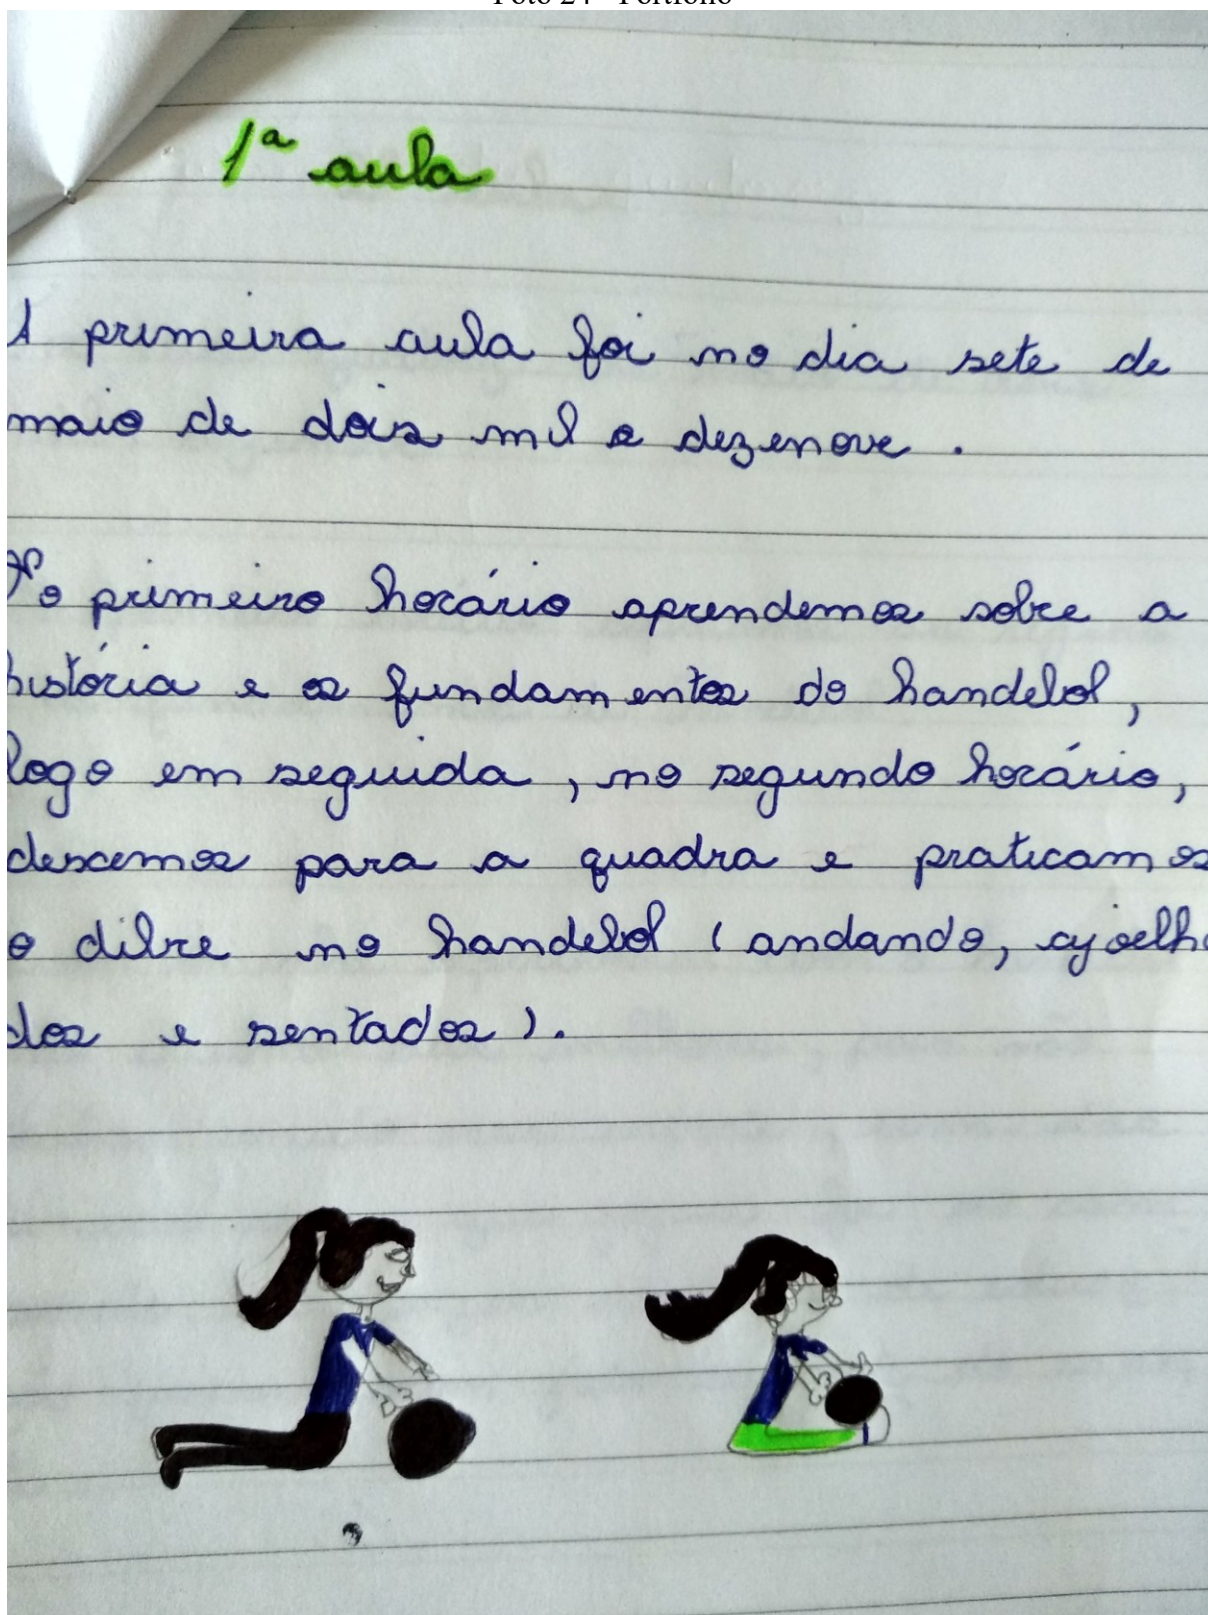 Foto 24 - Portfólio
1ª aula
A primeira aula foi no dia sete de
maio de dois mil e dezenove.
No primeiro horário aprendemos sobre a
história e os fundamentos do handebol,
logo em seguida, no segundo horário,
descemos para a quadra e praticamos
o dibre no handebol (andando, ajoelha
dos e sentados).